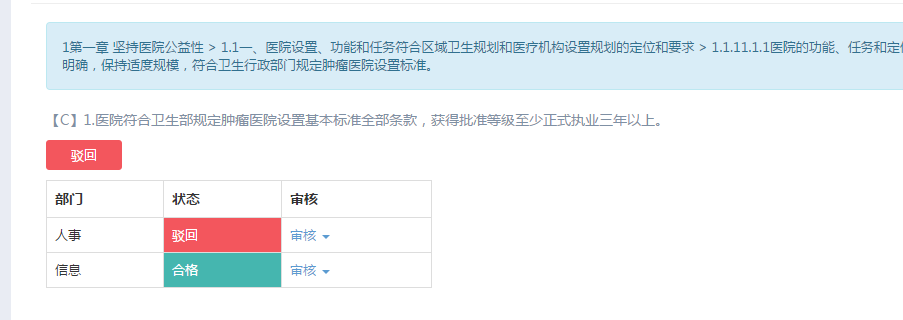 1第一章 坚持医院公益性 > 1.1一、医院设置、功能和任务符合区域卫生规划和医疗机构设置规划的定位和要求 > 1.1.11.1.1医院的功能、任务和定
明确，保持适度规模，符合卫生行政部门规定肿瘤医院设置标准。
【C】1.医院符合卫生部规定肿瘤医院设置基本标准全部条款，获得批准等级至少正式执业三年以上。
驳回
部门 状态 审核
人事 驳回 审核
信息 合格 审核